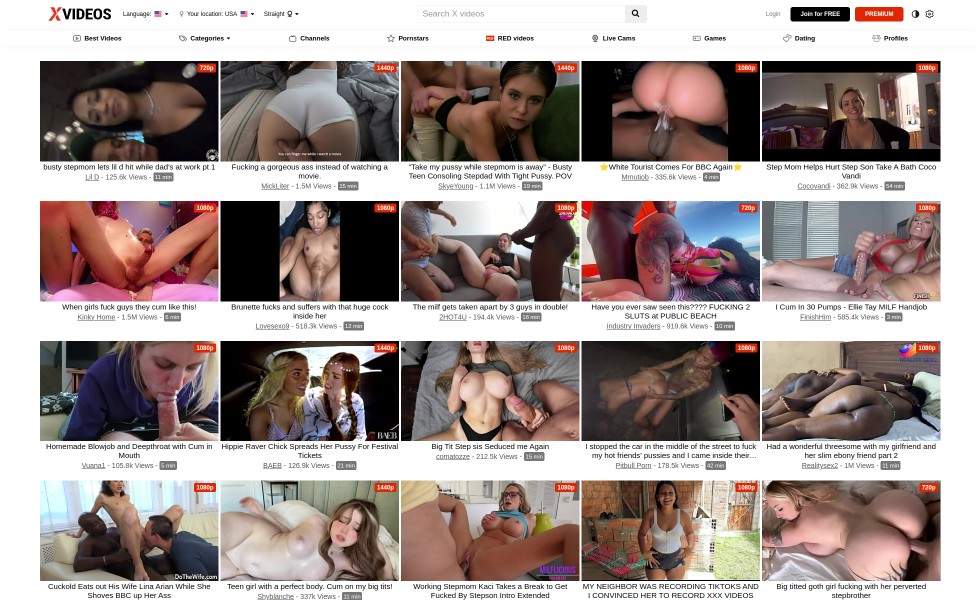 XVIDEOS
Language:
Your location: USA
Straight
Search X videos
Login
Join for FREE
PREMIUM
Best Videos
Categories
Channels
Pornstars
RED videos
Live Cams
Games
Dating
Profiles
720p
busty stepmom lets lil d hit while dad's at work pt 1
Lil D - 125.6k Views - 11 min
1440p
Fucking a gorgeous ass instead of watching a
movie.
MickLiter - 1.5M Views - 15 min
1440p
"Take my pussy while stepmom is away" - Busty
Teen Consoling Stepdad With Tight Pussy. POV
SkyeYoung - 1.1M Views - 19 min
1080p
⭐White Tourist Comes For BBC Again⭐
Mrmutiob - 335.6k Views - 4 min
1080p
Step Mom Helps Hurt Step Son Take A Bath Coco
Vandi
Cocovandi - 362.9k Views - 54 min
1080p
When girls fuck guys they cum like this!
Kinky Home - 1.5M Views - 6 min
1080p
Brunette fucks and suffers with that huge cock
inside her
Lovesexo9 - 518.3k Views - 12 min
1080p
The milf gets taken apart by 3 guys in double!
2HOT4U - 194.4k Views - 18 min
720p
Have you ever saw seen this???? FUCKING 2
SLUTS at PUBLIC BEACH
Industry Invaders - 919.6k Views - 10 min
1080p
I Cum In 30 Pumps - Ellie Tay MILF Handjob
FinishHim - 585.4k Views - 3 min
1080p
Homemade Blowjob and Deepthroat with Cum in
Mouth
Vuana1 - 105.8k Views - 5 min
1440p
BAEB
Hippie Raver Chick Spreads Her Pussy For Festival
Tickets
BAEB - 126.9k Views - 21 min
1080p
Big Tit Step sis Seduced me Again
comatozze - 212.5k Views - 15 min
1080p
I stopped the car in the middle of the street to fuck
my hot friends' pussies and I came inside their...
Pitbull Porn - 178.5k Views - 42 min
1080p
Had a wonderful threesome with my girlfriend and
her slim ebony friend part 2
Realitysex2 - 1M Views - 11 min
1080p
DoTheWife.com
Cuckold Eats out His Wife Lina Arian While She
Shoves BBC up Her Ass
1440p
Teen girl with a perfect body. Cum on my big tits!
Shyblanche - 337k Views - 11 min
1080p
MILFLICIOUS
Working Stepmom Kaci Takes a Break to Get
Fucked By Stepson Intro Extended
1080p
MY NEIGHBOR WAS RECORDING TIKTOKS AND
I CONVINCED HER TO RECORD XXX VIDEOS
720p
Big titted goth girl fucking with her perverted
stepbrother